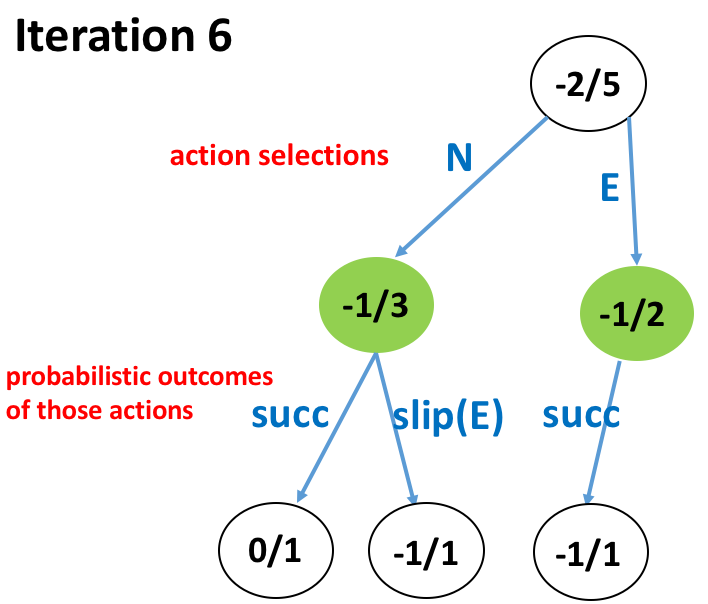 Iteration 6
-2/5
action selections
N
E
-1/3
-1/2
probabilistic outcomes
of those actions
succ
slip(E)
succ
0/1
-1/1
-1/1